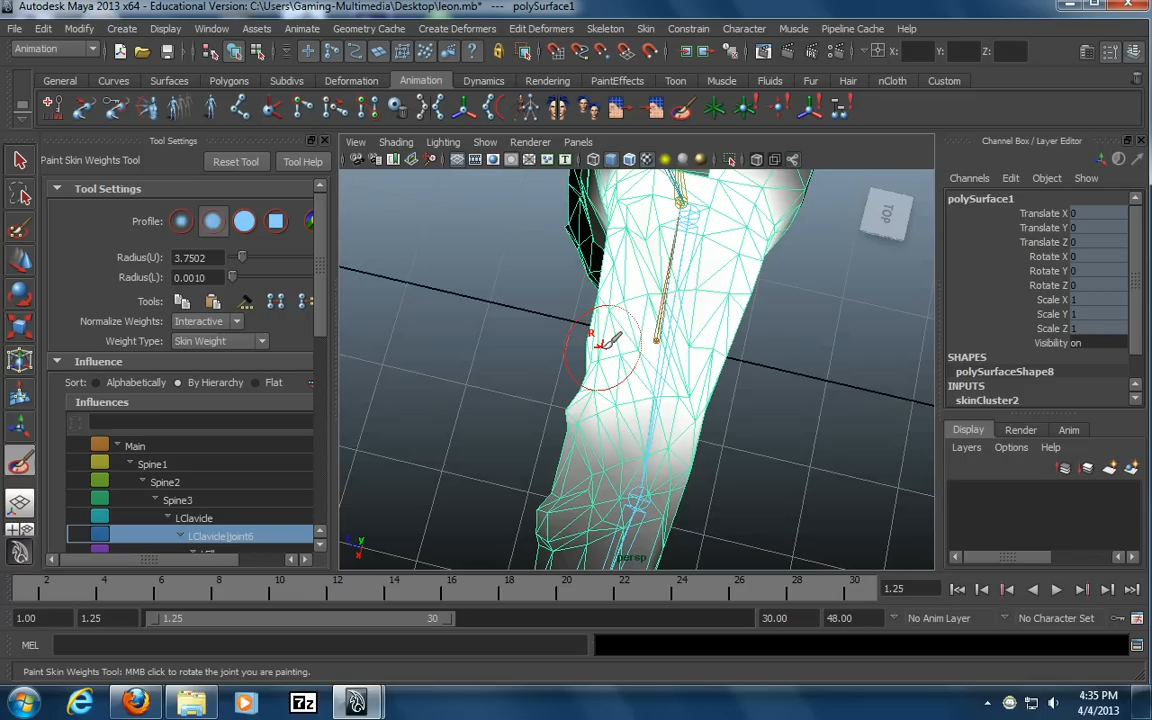 Autodesk Maya 2013 x64 - Educational Version: C:\Users\Gaming-Multimedia\Desktop\leon.mb* --- polySurface1
File Edit Modify Create Display Window Assets Animate Geometry Cache Create Deformers Edit Deformers Skeleton Skin Constrain Character Muscle Pipeline Cache Help
Animation X: Y: Z:
General Curves Surfaces Polygons Subdivs Deformation Animation Dynamics Rendering PaintEffects Toon Muscle Fluids Fur Hair nCloth Custom
Tool Settings
View Shading Lighting Show Renderer Panels
Channel Box / Layer Editor
Paint Skin Weights Tool Reset Tool Tool Help
Channels Edit Object Show
Tool Settings
polySurface1
Profile:
TOP
Translate X 0
Translate Y 0
Translate Z 0
Radius(U): 3.7502
Rotate X 0
Radius(L): 0.0010
Rotate Y 0
Rotate Z 0
Tools:
Scale X 1
Scale Y 1
Normalize Weights: Interactive
Scale Z 1
Weight Type: Skin Weight
R
Visibility on
Influence
SHAPES
polySurfaceShape8
Sort: Alphabetically By Hierarchy Flat
INPUTS
Influences
skinCluster2
Display Render Anim
Main
Layers Options Help
Spine1
Spine2
Spine3
LClavicle
LClavicle|joint6
y
x
persp
2 4 6 8 10 12 14 16 18 20 22 24 26 28 30 1.25
1.00 1.25 1.25 30 30.00 48.00 No Anim Layer No Character Set
MEL
Paint Skin Weights Tool: MMB click to rotate the joint you are painting.
7z
4:35 PM
4/4/2013